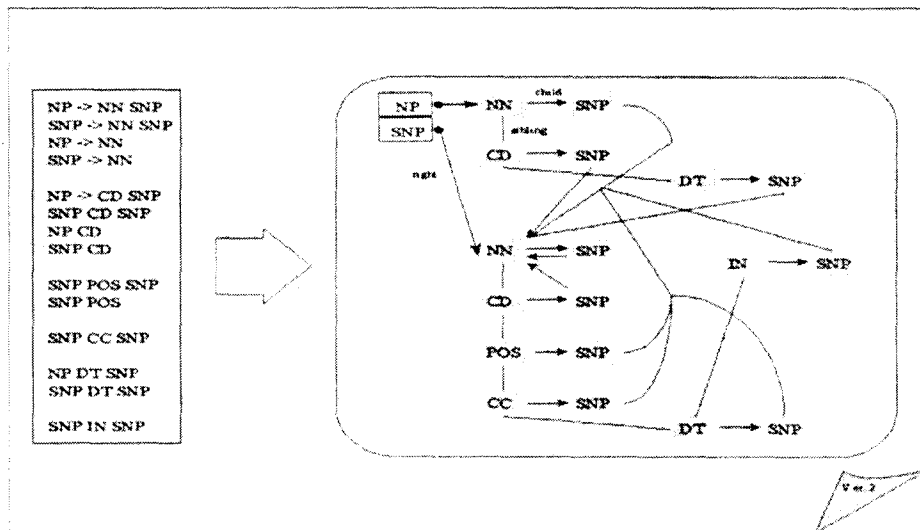 NP -> NN SNP
SNP -> NN SNP
NP -> NN
SNP -> NN
NP -> CD SNP
SNP CD SNP
NP CD
SNP CD
SNP POS SNP
SNP POS
SNP CC SNP
NP DT SNP
SNP DT SNP
SNP IN SNP
NP NN child SNP
SNP sibling
CD SNP
right DT SNP
NN SNP IN SNP
CD SNP
POS SNP
CC SNP
DT SNP
Ver. 2